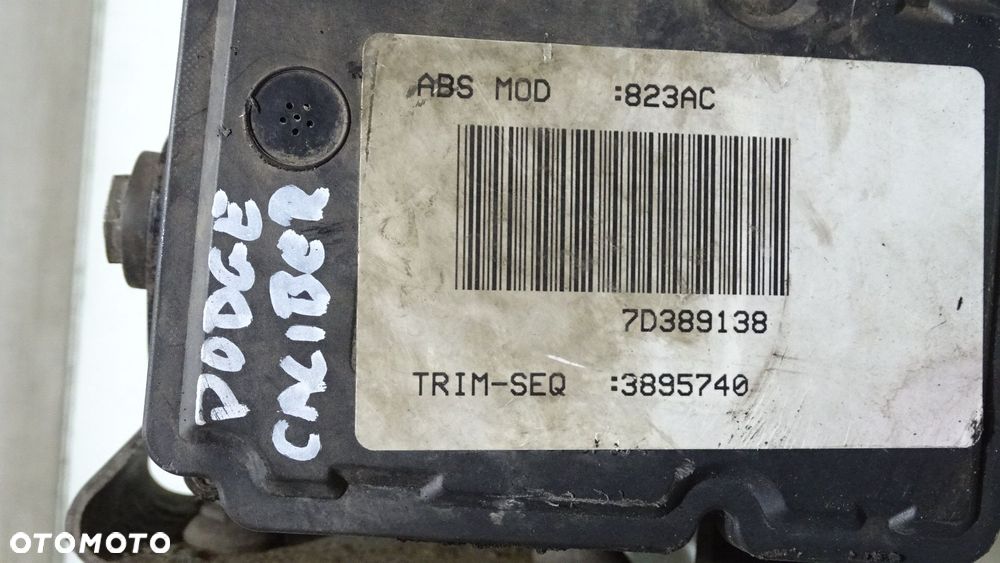 ABS MOD :823AC
7D389138
TRIM-SEQ :3895740
DODGE
CALIBER
OTOMOTO